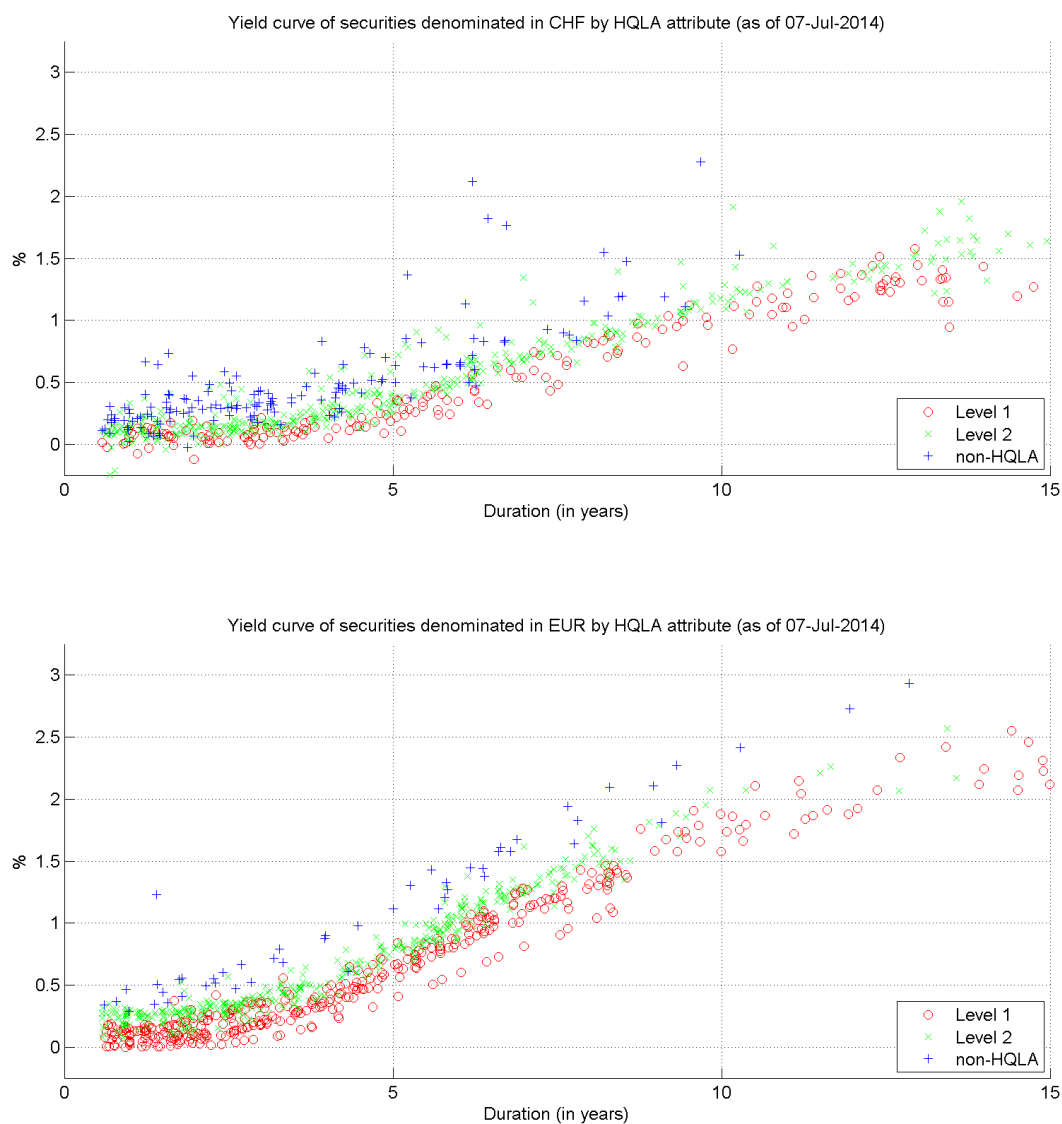 Yield curve of securities denominated in CHF by HQLA attribute (as of 07-Jul-2014)
3
2.5
2
1.5
1
0.5
0
%
Level 1
Level 2
non-HQLA
0 5 10 15
Duration (in years)
Yield curve of securities denominated in EUR by HQLA attribute (as of 07-Jul-2014)
3
2.5
2
1.5
1
0.5
0
%
Level 1
Level 2
non-HQLA
0 5 10 15
Duration (in years)